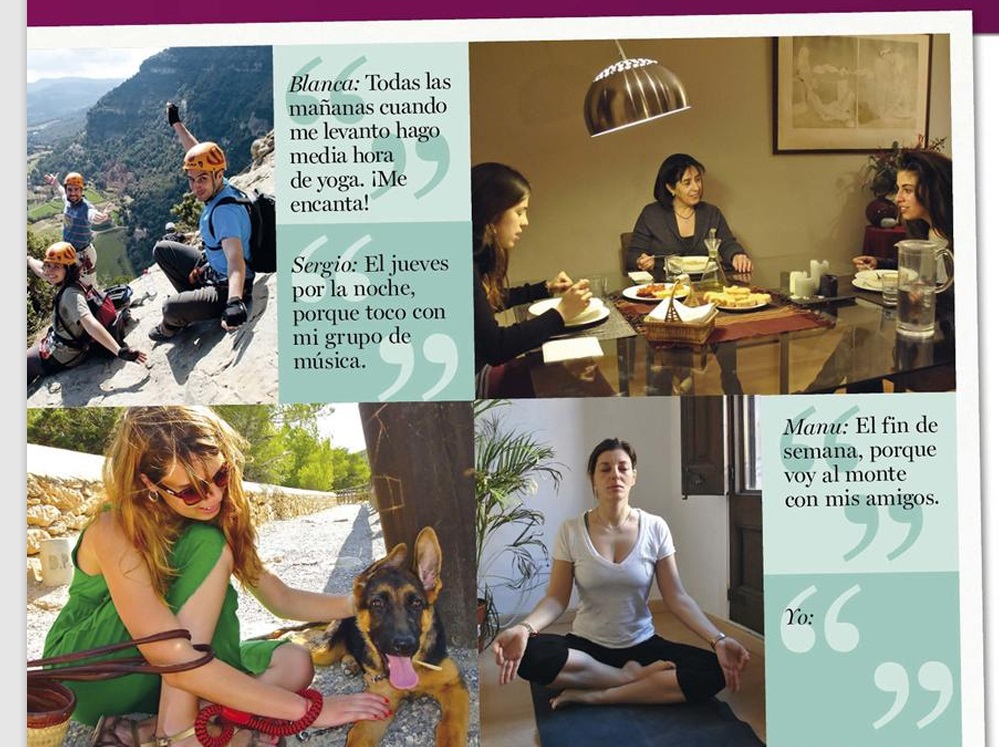 Blanca: Todas las
mañanas cuando
me levanto hago
media hora
de yoga. ¡Me
encanta!
Sergio: El jueves
por la noche,
porque toco con
mi grupo de
música.
Manu: El fin de
semana, porque
voy al monte
con mis amigos.
Yo: